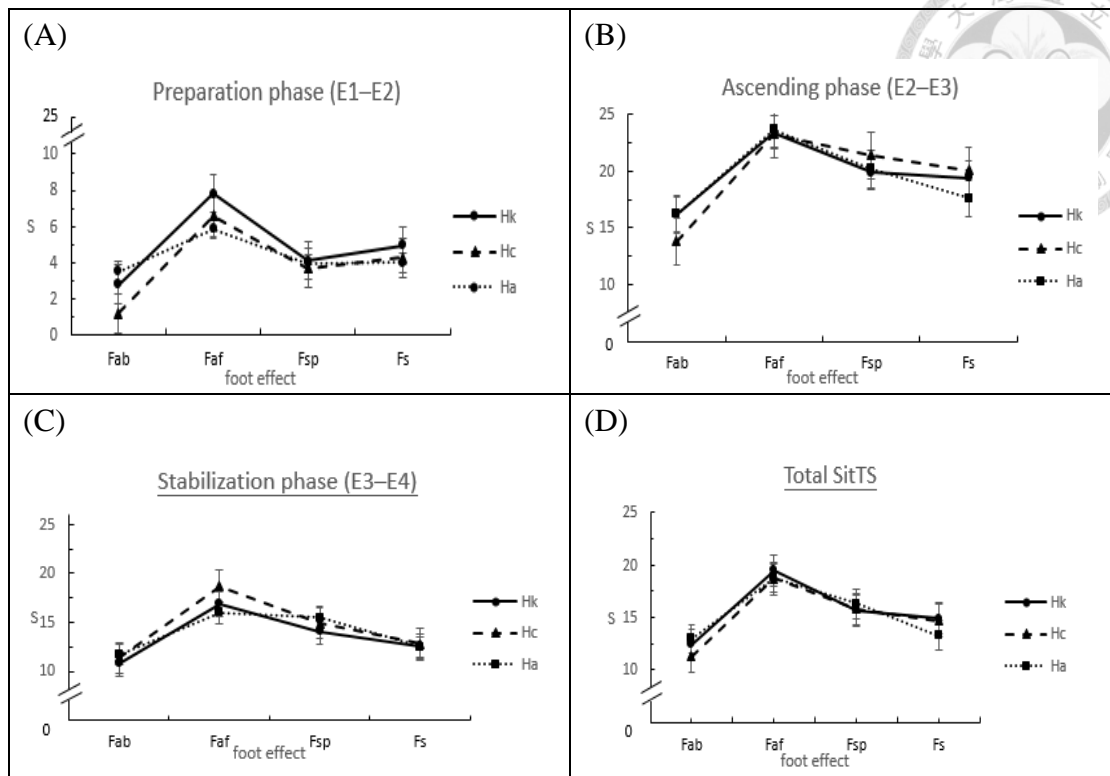 (A)
Preparation phase (E1–E2)
25
10
8
6
S
4
2
0
Fab Faf Fsp Fs
foot effect
Hk
Hc
Ha
(B)
Ascending phase (E2–E3)
25
20
S 15
10
0
Fab Faf Fsp Fs
foot effect
Hk
Hc
Ha
(C)
Stabilization phase (E3–E4)
25
20
S 15
10
0
Fab Faf Fsp Fs
foot effect
Hk
Hc
Ha
(D)
Total SitTS
25
20
S 15
10
0
Fab Faf Fsp Fs
foot effect
Hk
Hc
Ha
學 大 立